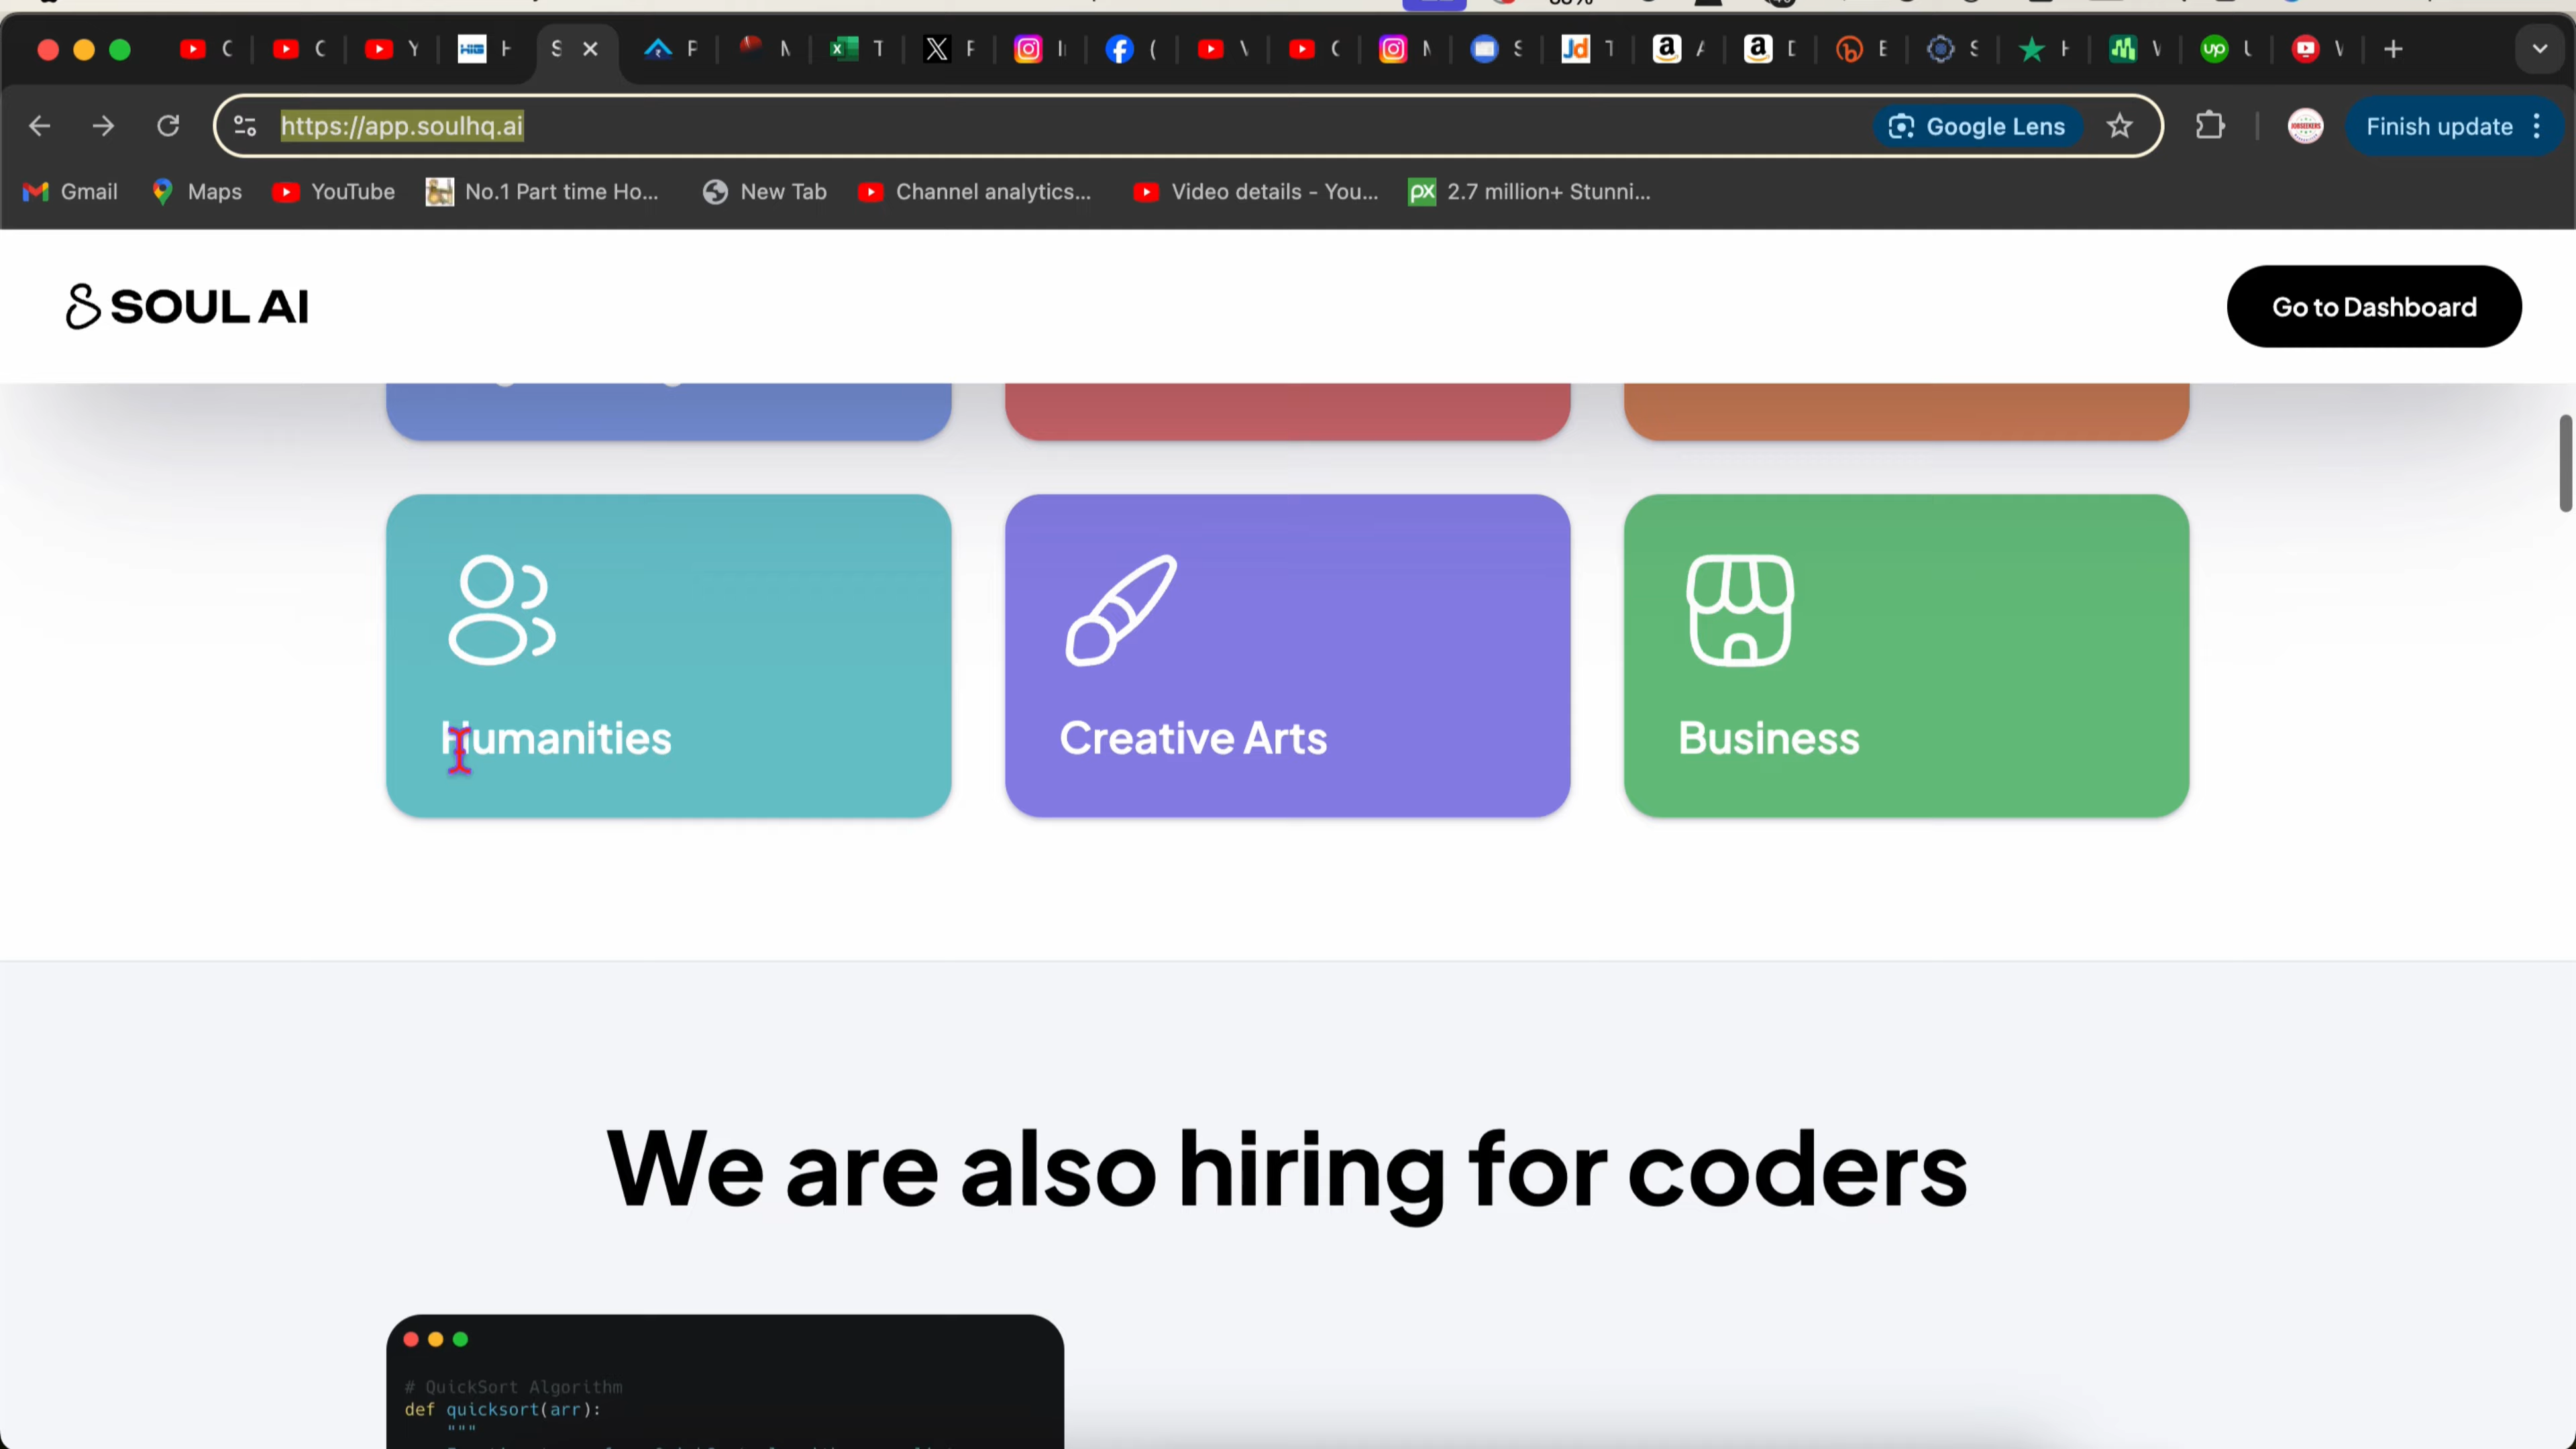 https://app.soulhq.ai
Google Lens
Finish update
Gmail
Maps
YouTube
No.1 Part time Ho...
New Tab
Channel analytics...
Video details - You...
2.7 million+ Stunni...
SOUL AI
Go to Dashboard
Humanities
Creative Arts
Business
We are also hiring for coders
# QuickSort Algorithm
def quicksort(arr):
"""